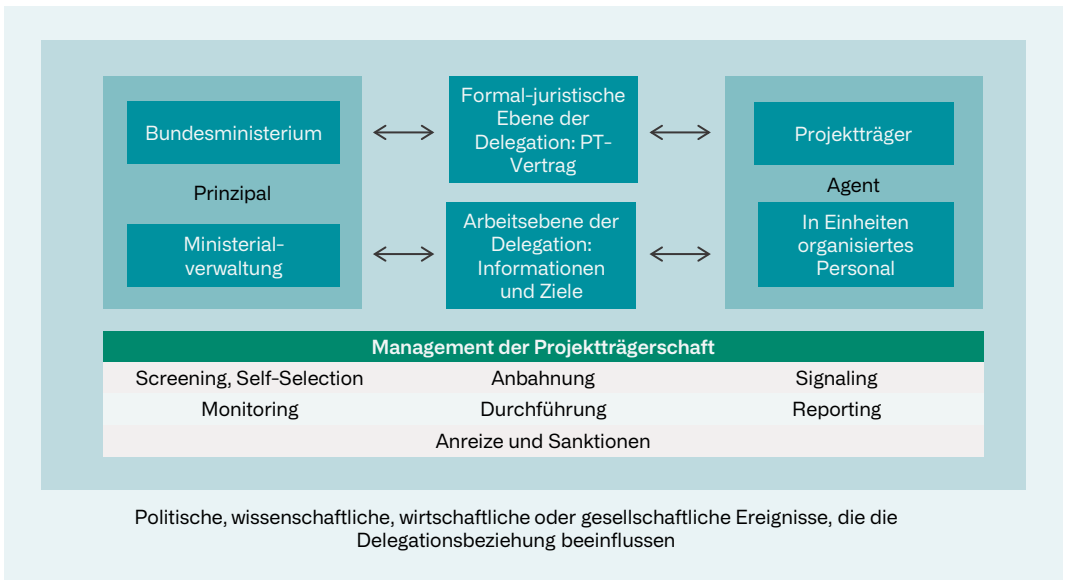 Bundesministerium
Prinzipal
Ministerial-
verwaltung
Formal-juristische
Ebene der
Delegation: PT-
Vertrag
Arbeitsebene der
Delegation:
Informationen
und Ziele
Projektträger
Agent
In Einheiten
organisiertes
Personal
Management der Projektträgerschaft
Screening, Self-Selection Anbahnung Signaling
Monitoring Durchführung Reporting
Anreize und Sanktionen
Politische, wissenschaftliche, wirtschaftliche oder gesellschaftliche Ereignisse, die die
Delegationsbeziehung beeinflussen